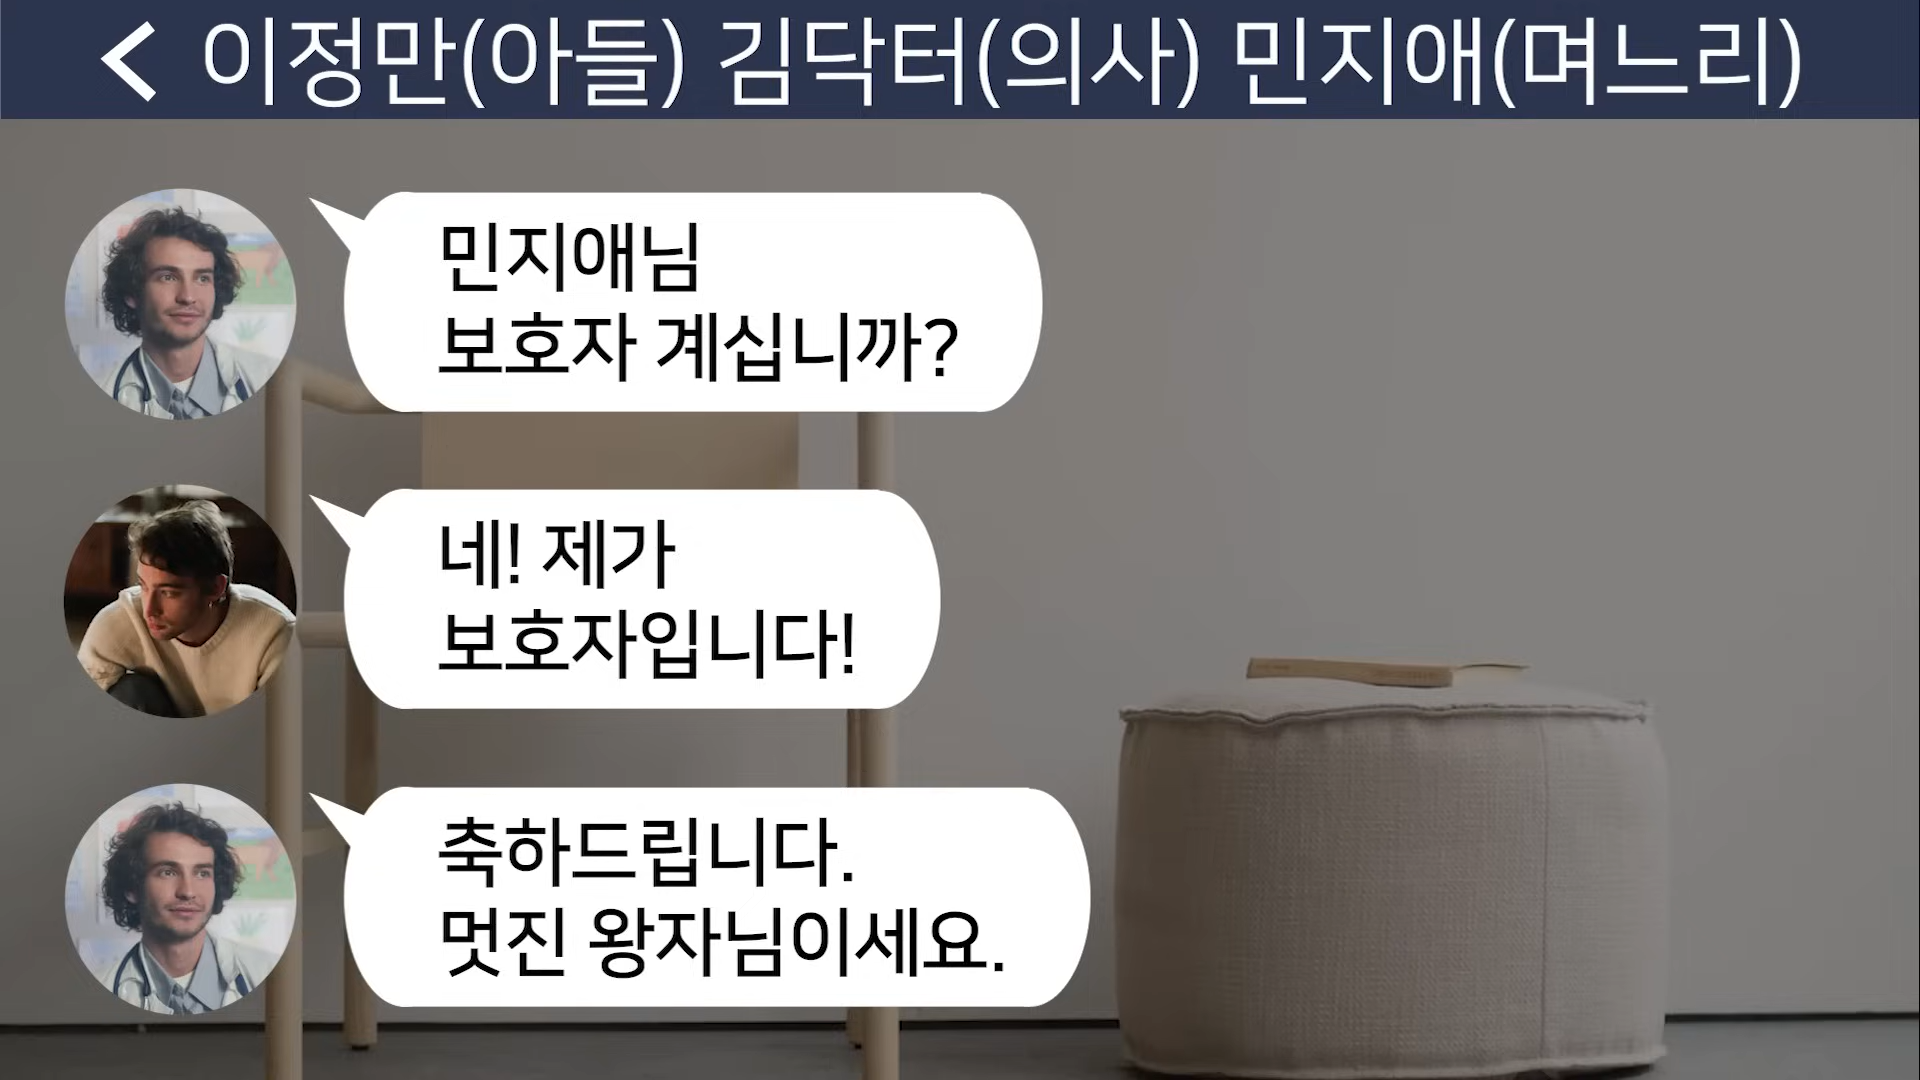 이정만(아들) 김닥터(의사) 민지애(며느리)
민지애님
보호자 계십니까?
네! 제가
보호자입니다!
축하드립니다.
멋진 왕자님이세요.